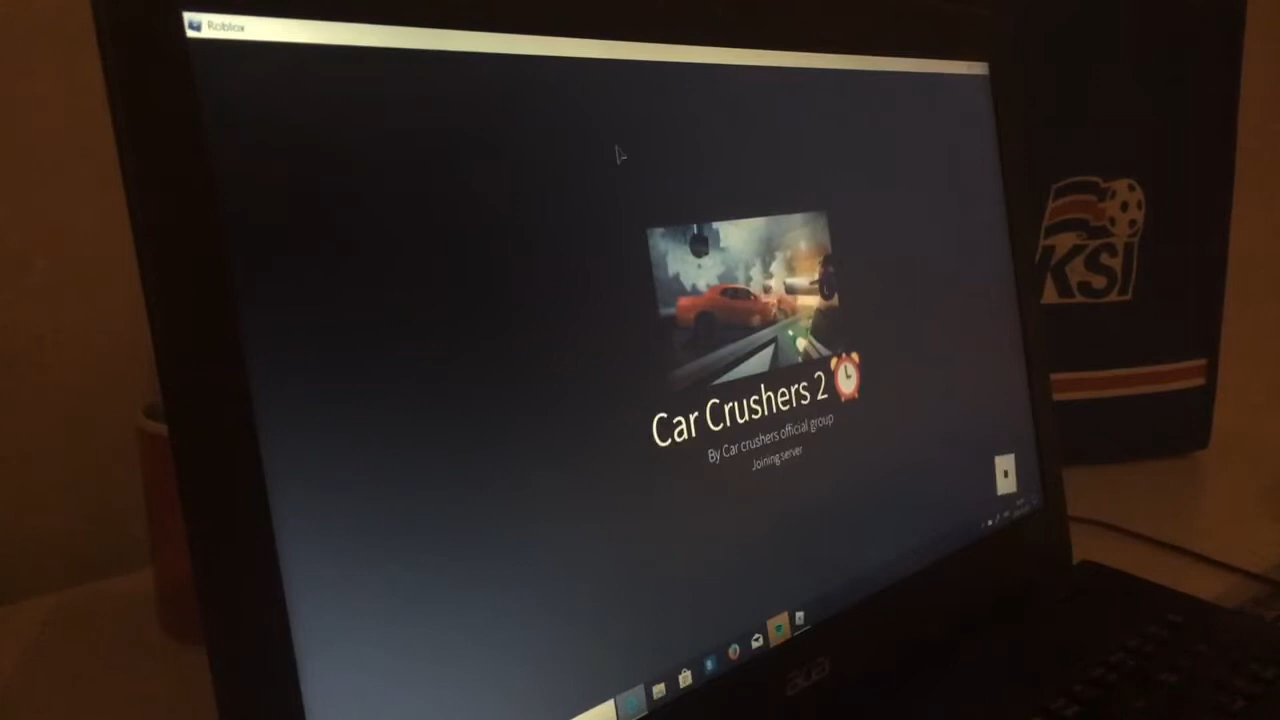 Roblox
Car Crushers 2
By Car crushers official group
Joining server
KSI
acer